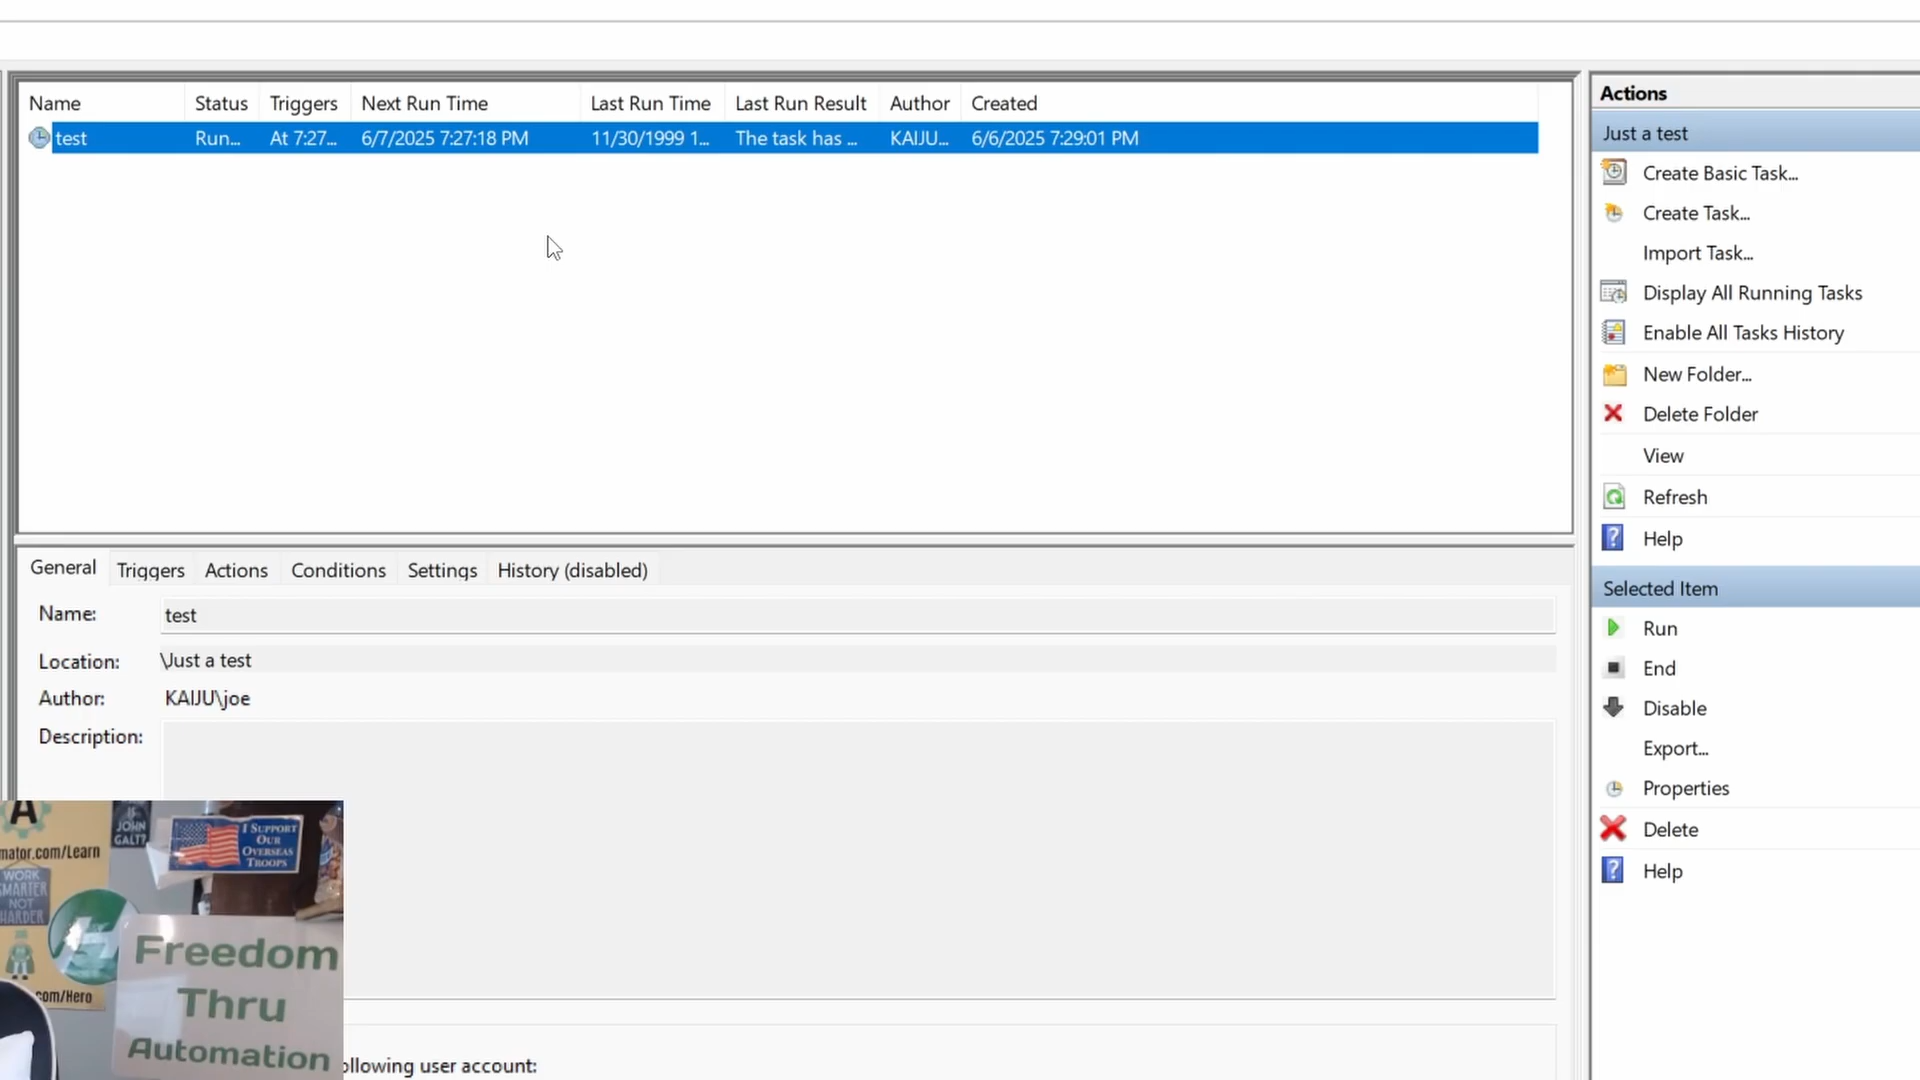 Name Status Triggers Next Run Time Last Run Time Last Run Result Author Created
test Run... At 7:27... 6/7/2025 7:27:18 PM 11/30/1999 1... The task has ... KAIJU... 6/6/2025 7:29:01 PM
General Triggers Actions Conditions Settings History (disabled)
Name: test
Location: \Just a test
Author: KAIJU\joe
Description:
ollowing user account:
Actions
Just a test
Create Basic Task...
Create Task...
Import Task...
Display All Running Tasks
Enable All Tasks History
New Folder...
Delete Folder
View
Refresh
Help
Selected Item
Run
End
Disable
Export...
Properties
Delete
Help
A
mator.com/Learn
IS
JOHN
GALT?
I SUPPORT
OUR
OVERSEAS
TROOPS
WORK
SMARTER
NOT
HARDER
com/Hero
Freedom
Thru
Automation